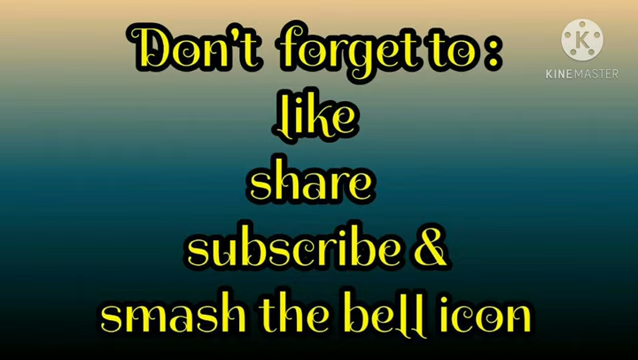 Don't forget to :
KINEMASTER
like
share
subscribe &
smash the bell icon